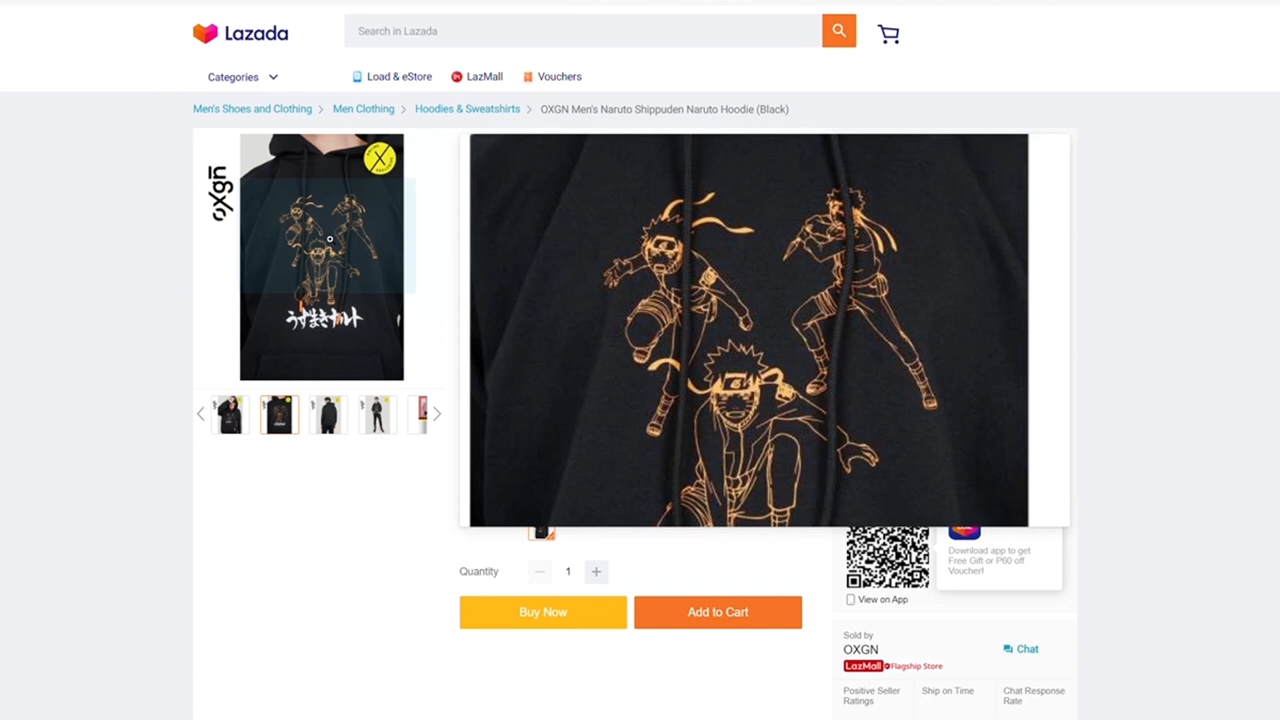 Lazada
Search in Lazada
Categories
Load & eStore
LazMall
Vouchers
Men's Shoes and Clothing > Men Clothing > Hoodies & Sweatshirts > OXGN Men's Naruto Shippuden Naruto Hoodie (Black)
oxgn
X
うずまきナルト
Quantity
1
Buy Now
Add to Cart
Download app to get
Free Gift or P60 off
Voucher!
View on App
Sold by
OXGN
Chat
LazMall Flagship Store
Positive Seller
Ratings
Ship on Time
Chat Response
Rate